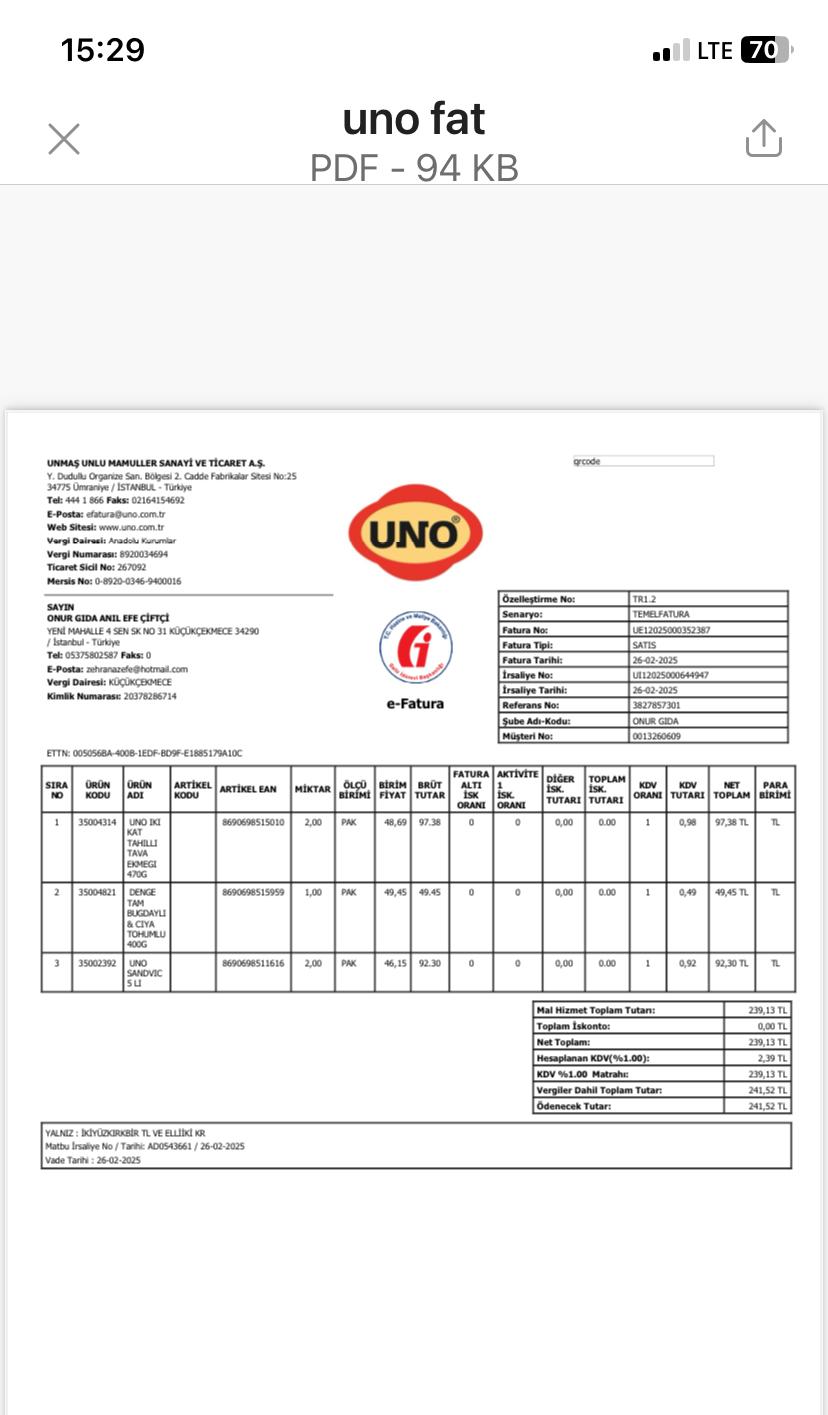 15:29
LTE 70
uno fat
PDF - 94 KB
UNMAŞ UNLU MAMULLER SANAYİ VE TİCARET A.Ş.
Y. Dudullu Organize San. Bölgesi 2. Cadde Fabrikalar Sitesi No:25
34775 Ümraniye / İSTANBUL - Türkiye
Tel: 444 1 866 Faks: 02164154692
E-Posta: efatura@uno.com.tr
Web Sitesi: www.uno.com.tr
Vergi Dairesi: Anadolu Kurumlar
Vergi Numarası: 8920034694
Ticaret Sicil No: 267092
Mersis No: 0-8920-0346-9400016
qrcode
UNO®
SAYIN
ONUR GIDA ANIL EFE ÇİFTÇİ
YENİ MAHALLE 4 SEN SK NO 31 KÜÇÜKÇEKMECE 34290
/ İstanbul - Türkiye
Tel: 05375802587 Faks: 0
E-Posta: zehranazefe@hotmail.com
Vergi Dairesi: KÜÇÜKÇEKMECE
Kimlik Numarası: 20378286714
T.C. Hazine ve Maliye Bakanlığı
Gelir İdaresi Başkanlığı
e-Fatura
Özelleştirme No: TR1.2
Senaryo: TEMELFATURA
Fatura No: UE12025000352387
Fatura Tipi: SATIS
Fatura Tarihi: 26-02-2025
İrsaliye No: UI12025000644947
İrsaliye Tarihi: 26-02-2025
Referans No: 3827857301
Şube Adı-Kodu: ONUR GIDA
Müşteri No: 0013260609
ETTN: 005056BA-400B-1EDF-BD9F-E1885179A10C
SIRA NO ÜRÜN KODU ÜRÜN ADI ARTİKEL KODU ARTİKEL EAN MİKTAR ÖLÇÜ BİRİMİ BİRİM FİYAT BRÜT TUTAR FATURA ALTI İSK ORANI AKTİVİTE 1 İSK. ORANI DİĞER İSK. TUTARI TOPLAM İSK. TUTARI KDV ORANI KDV TUTARI NET TOPLAM PARA BİRİMİ
1 35004314 UNO IKI KAT TAHILLI TAVA EKMEGI 470G 8690698515010 2,00 PAK 48,69 97.38 0 0 0,00 0.00 1 0,98 97,38 TL TL
2 35004821 DENGE TAM BUGDAYLI & CIYA TOHUMLU 400G 8690698515959 1,00 PAK 49,45 49.45 0 0 0,00 0.00 1 0,49 49,45 TL TL
3 35002392 UNO SANDVIC 5 LI 8690698511616 2,00 PAK 46,15 92.30 0 0 0,00 0.00 1 0,92 92,30 TL TL
Mal Hizmet Toplam Tutarı: 239,13 TL
Toplam İskonto: 0,00 TL
Net Toplam: 239,13 TL
Hesaplanan KDV(%1.00): 2,39 TL
KDV %1.00 Matrahı: 239,13 TL
Vergiler Dahil Toplam Tutar: 241,52 TL
Ödenecek Tutar: 241,52 TL
YALNIZ : İKİYÜZKIRKBİR TL VE ELLİİKİ KR
Matbu İrsaliye No / Tarihi: AD0543661 / 26-02-2025
Vade Tarihi : 26-02-2025